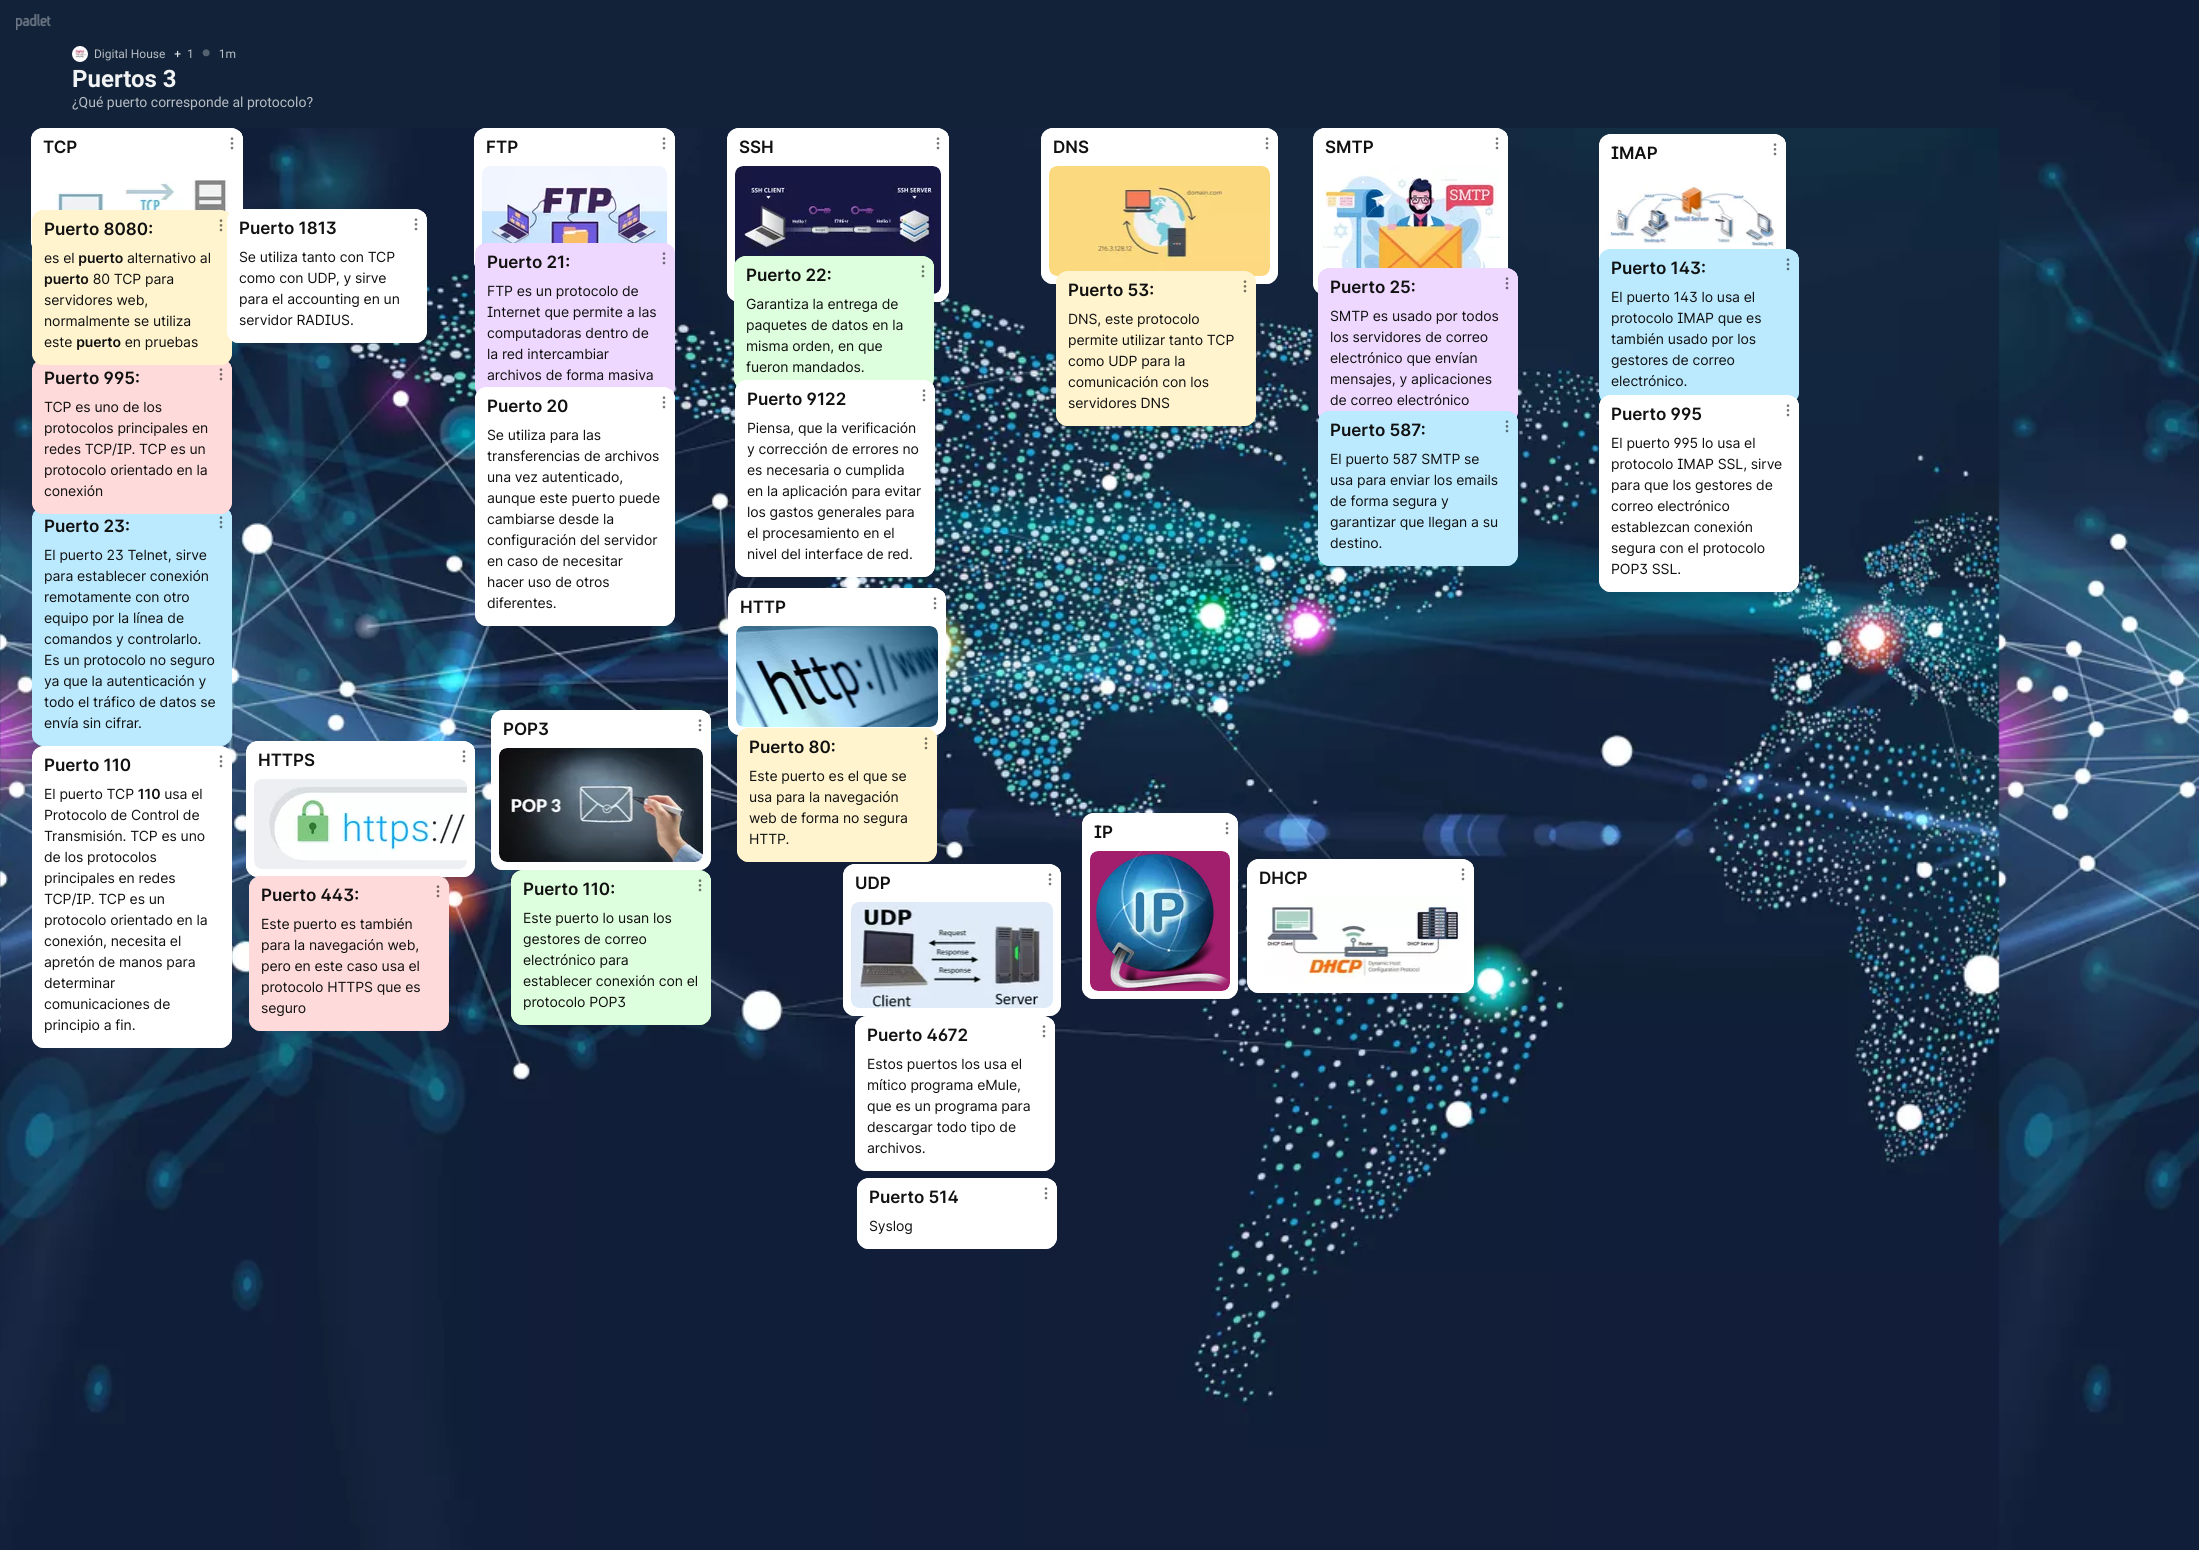 padlet
Digital House + 1 • 1m
Puertos 3
¿Qué puerto corresponde al protocolo?
TCP
TCP
Puerto 8080:
es el puerto alternativo al
puerto 80 TCP para
servidores web,
normalmente se utiliza
este puerto en pruebas
Puerto 1813
Se utiliza tanto con TCP
como con UDP, y sirve
para el accounting en un
servidor RADIUS.
Puerto 995:
TCP es uno de los
protocolos principales en
redes TCP/IP. TCP es un
protocolo orientado en la
conexión
Puerto 23:
El puerto 23 Telnet, sirve
para establecer conexión
remotamente con otro
equipo por la línea de
comandos y controlarlo.
Es un protocolo no seguro
ya que la autenticación y
todo el tráfico de datos se
envía sin cifrar.
Puerto 110
El puerto TCP 110 usa el
Protocolo de Control de
Transmisión. TCP es uno
de los protocolos
principales en redes
TCP/IP. TCP es un
protocolo orientado en la
conexión, necesita el
apretón de manos para
determinar
comunicaciones de
principio a fin.
HTTPS
https://
Puerto 443:
Este puerto es también
para la navegación web,
pero en este caso usa el
protocolo HTTPS que es
seguro
FTP
FTP
Puerto 21:
FTP es un protocolo de
Internet que permite a las
computadoras dentro de
la red intercambiar
archivos de forma masiva
Puerto 20
Se utiliza para las
transferencias de archivos
una vez autenticado,
aunque este puerto puede
cambiarse desde la
configuración del servidor
en caso de necesitar
hacer uso de otros
diferentes.
POP3
POP 3
Puerto 110:
Este puerto lo usan los
gestores de correo
electrónico para
establecer conexión con el
protocolo POP3
SSH
SSH CLIENT
SSH SERVER
Puerto 22:
Garantiza la entrega de
paquetes de datos en la
misma orden, en que
fueron mandados.
Puerto 9122
Piensa, que la verificación
y corrección de errores no
es necesaria o cumplida
en la aplicación para evitar
los gastos generales para
el procesamiento en el
nivel del interface de red.
HTTP
http://www
Puerto 80:
Este puerto es el que se
usa para la navegación
web de forma no segura
HTTP.
UDP
UDP
Request
Response
Response
Client
Server
Puerto 4672
Estos puertos los usa el
mítico programa eMule,
que es un programa para
descargar todo tipo de
archivos.
Puerto 514
Syslog
DNS
domain.com
216.3.128.12
Puerto 53:
DNS, este protocolo
permite utilizar tanto TCP
como UDP para la
comunicación con los
servidores DNS
IP
IP
DHCP
DHCP Client
Router
DHCP Server
DHCP
Dynamic Host
Configuration Protocol
SMTP
SMTP
Puerto 25:
SMTP es usado por todos
los servidores de correo
electrónico que envían
mensajes, y aplicaciones
de correo electrónico
Puerto 587:
El puerto 587 SMTP se
usa para enviar los emails
de forma segura y
garantizar que llegan a su
destino.
IMAP
Email Server
Puerto 143:
El puerto 143 lo usa el
protocolo IMAP que es
también usado por los
gestores de correo
electrónico.
Puerto 995
El puerto 995 lo usa el
protocolo IMAP SSL, sirve
para que los gestores de
correo electrónico
establezcan conexión
segura con el protocolo
POP3 SSL.